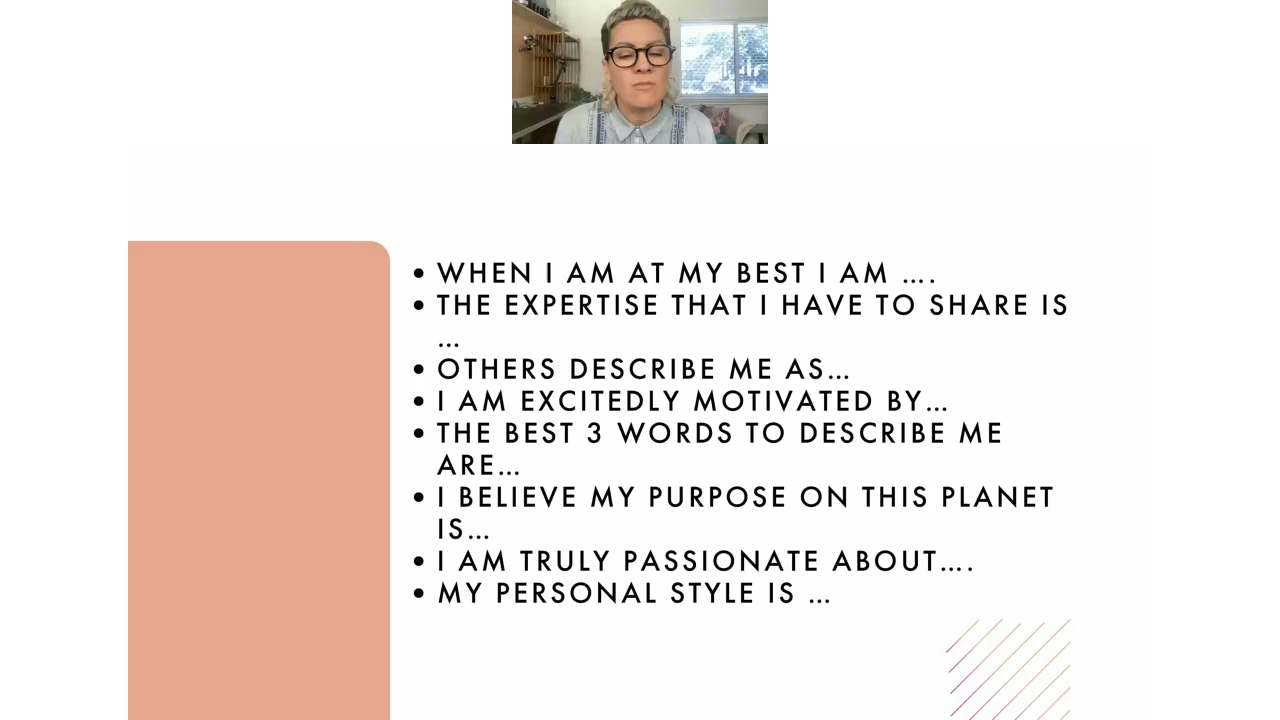 • WHEN I AM AT MY BEST I AM ....
• THE EXPERTISE THAT I HAVE TO SHARE IS
...
• OTHERS DESCRIBE ME AS...
• I AM EXCITEDLY MOTIVATED BY...
• THE BEST 3 WORDS TO DESCRIBE ME
ARE...
• I BELIEVE MY PURPOSE ON THIS PLANET
IS...
• I AM TRULY PASSIONATE ABOUT....
• MY PERSONAL STYLE IS ...